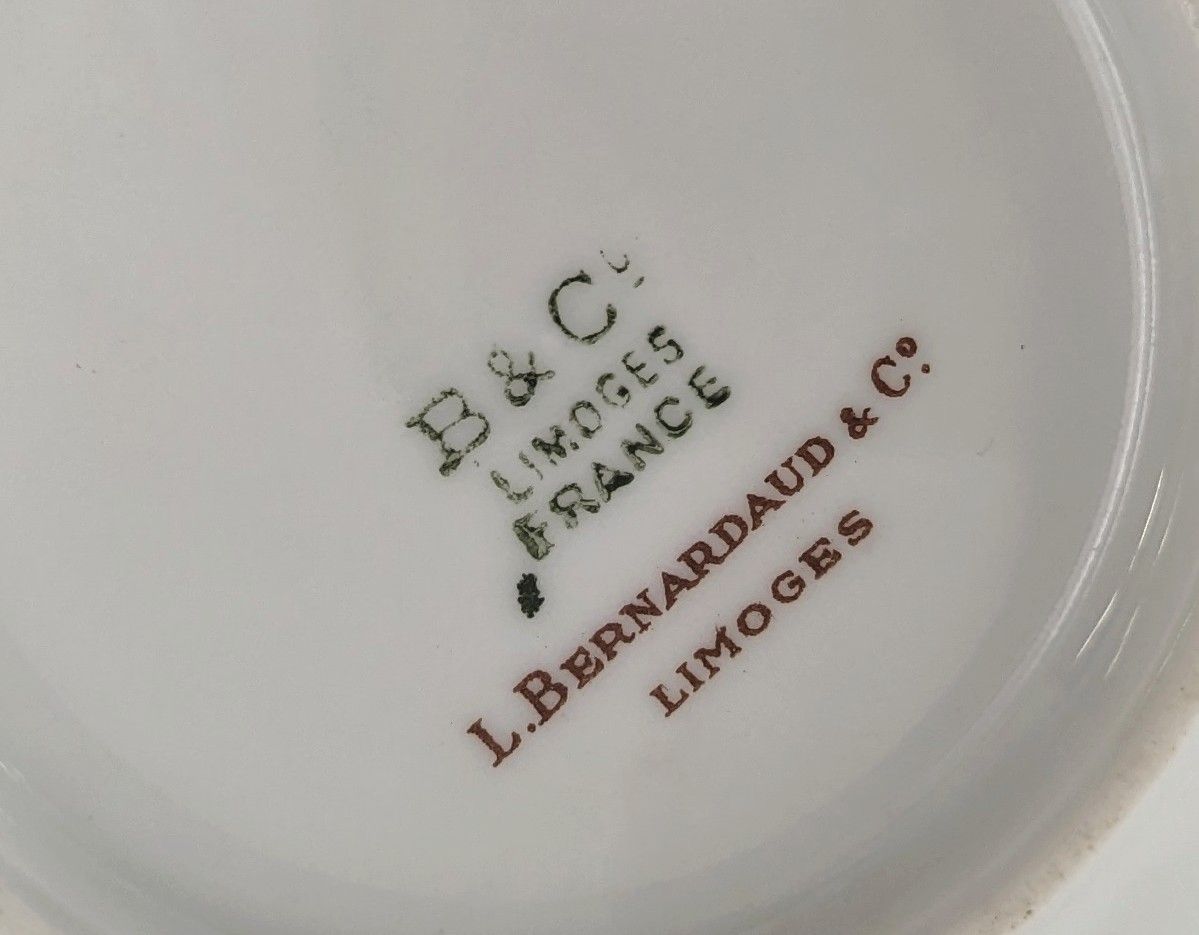 B & Co.
LIMOGES
FRANCE
L. BERNARDAUD & Co.
LIMOGES